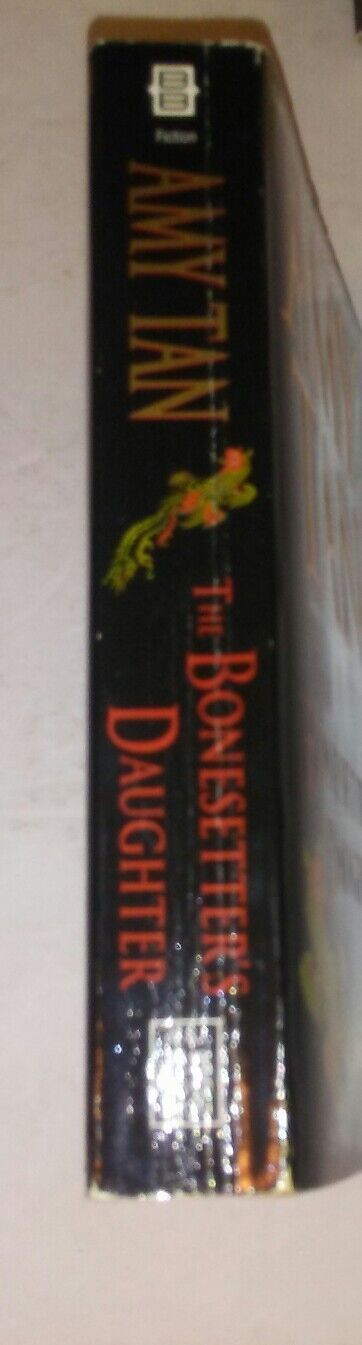 Fiction
AMY TAN
THE BONESETTER'S
DAUGHTER